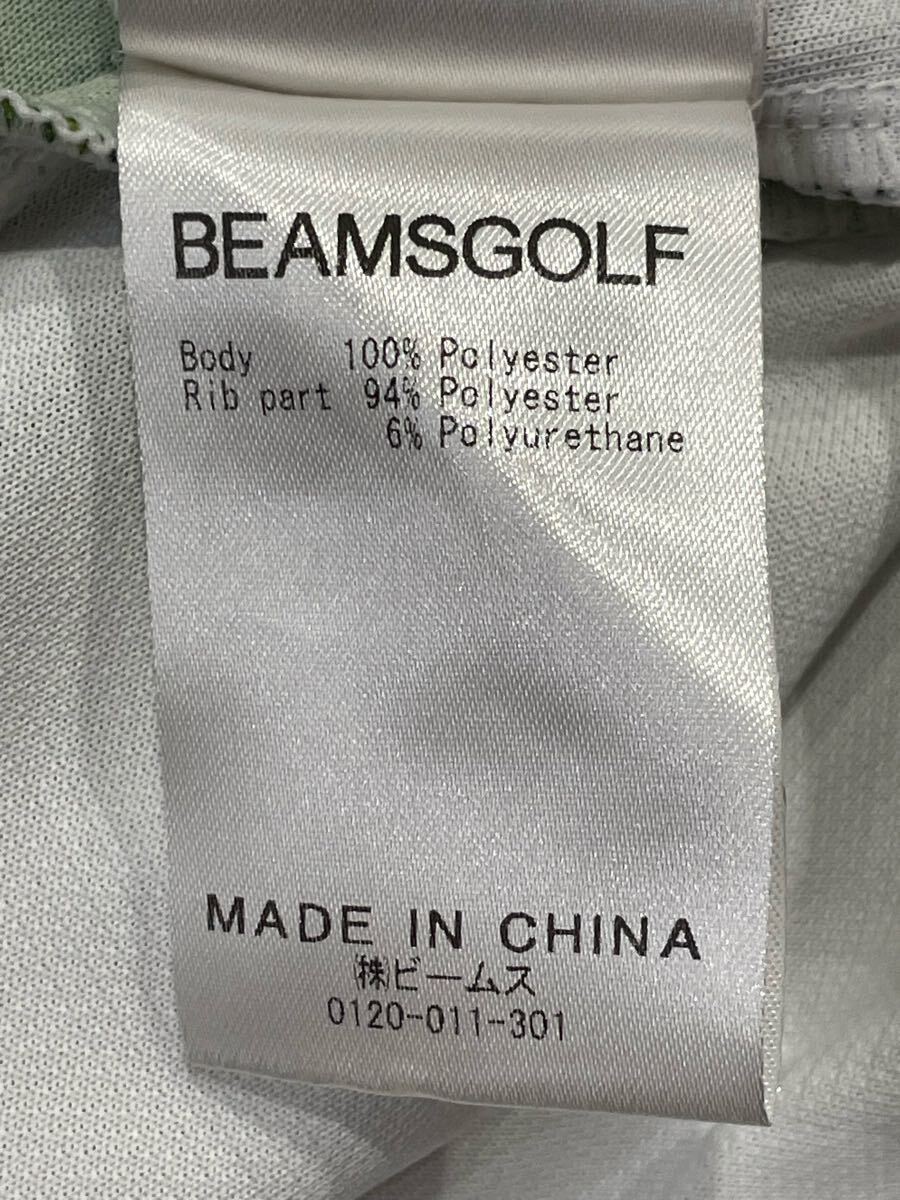 BEAMSGOLF
Body 100% Polyester
Rib part 94% Polyester
6% Polyurethane
MADE IN CHINA
㈱ビームス
0120-011-301